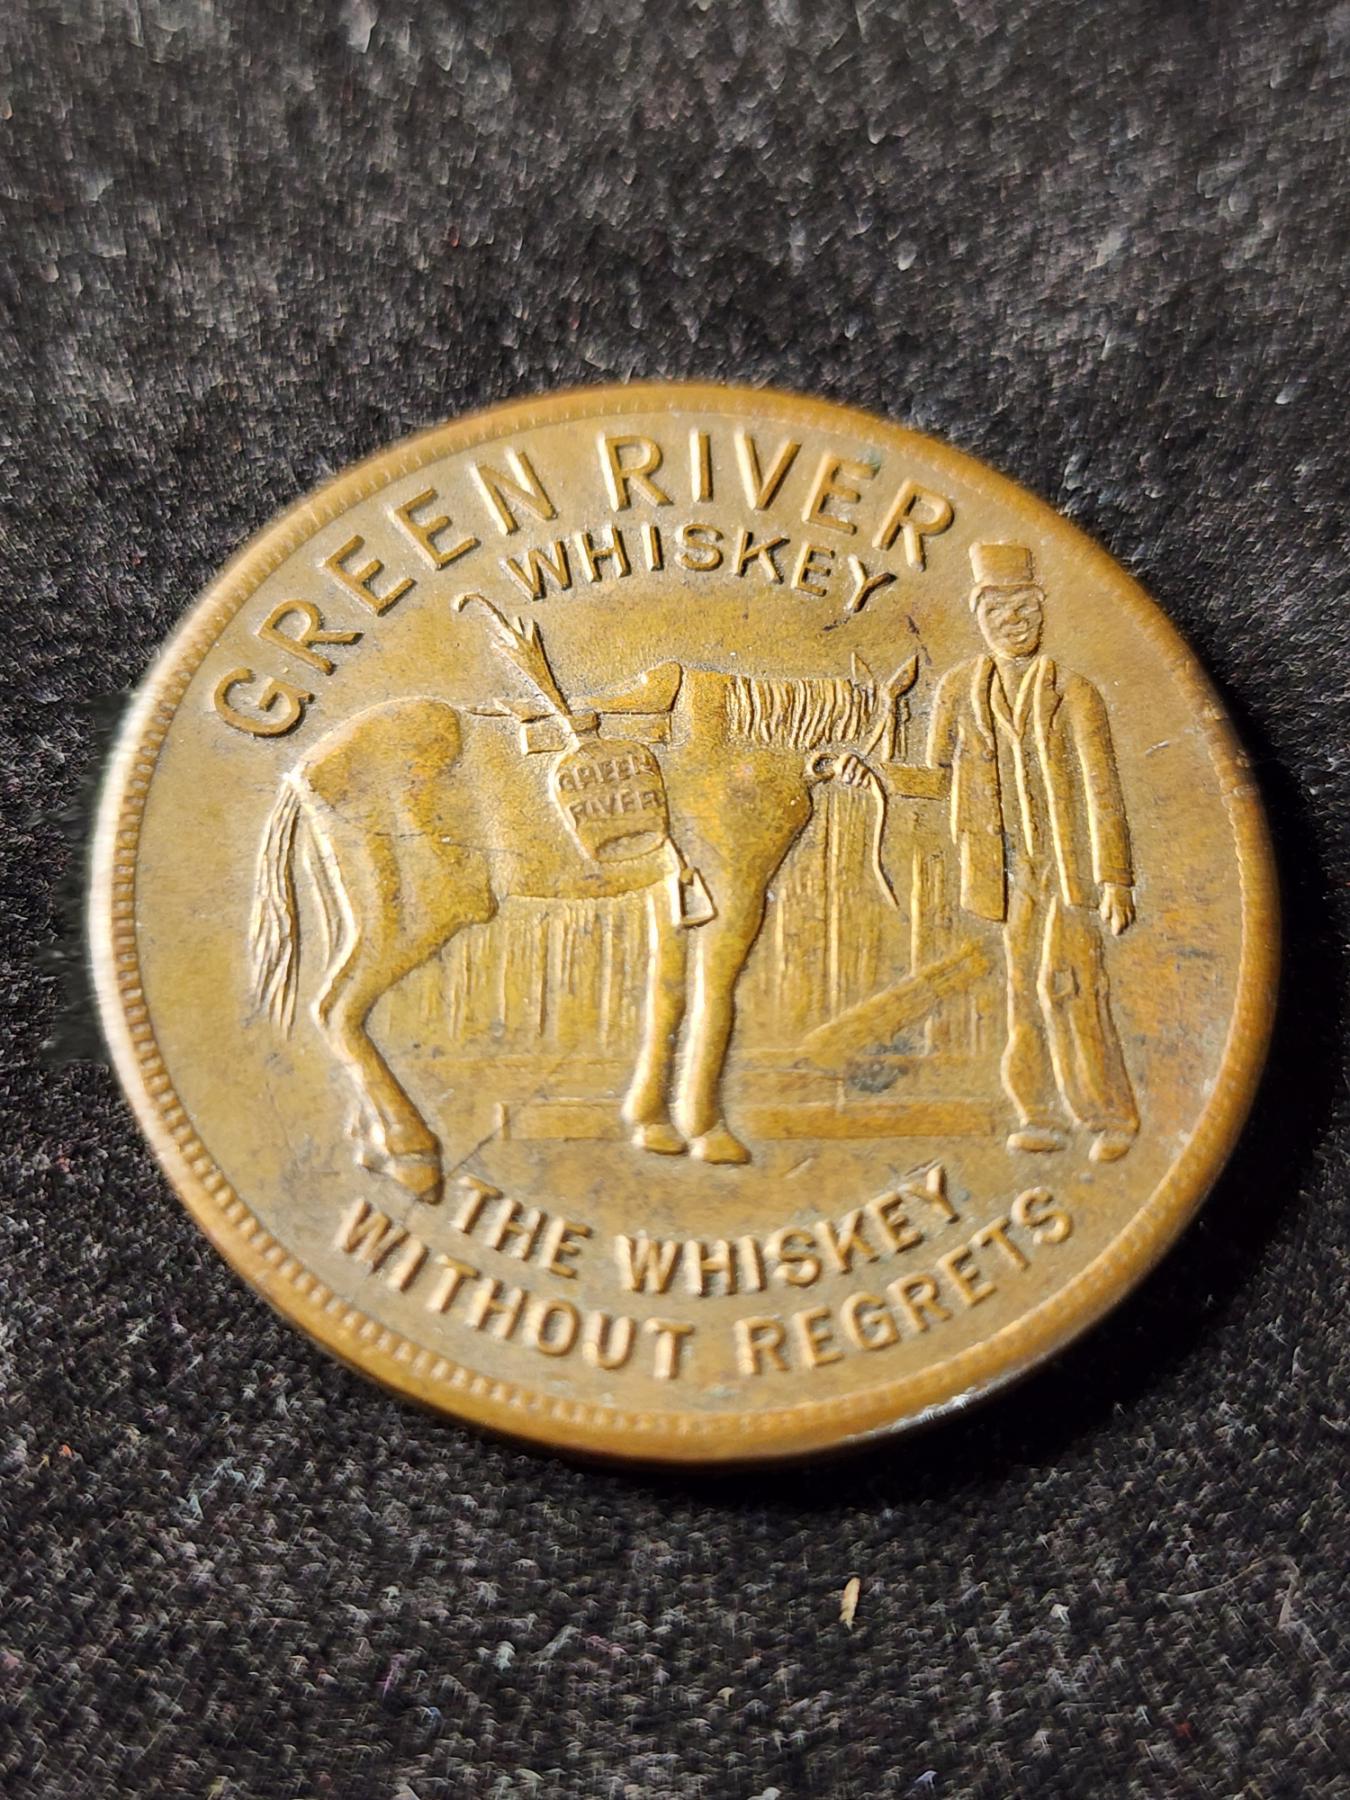 GREEN RIVER
WHISKEY
GREEN
RIVER
THE WHISKEY
WITHOUT REGRETS